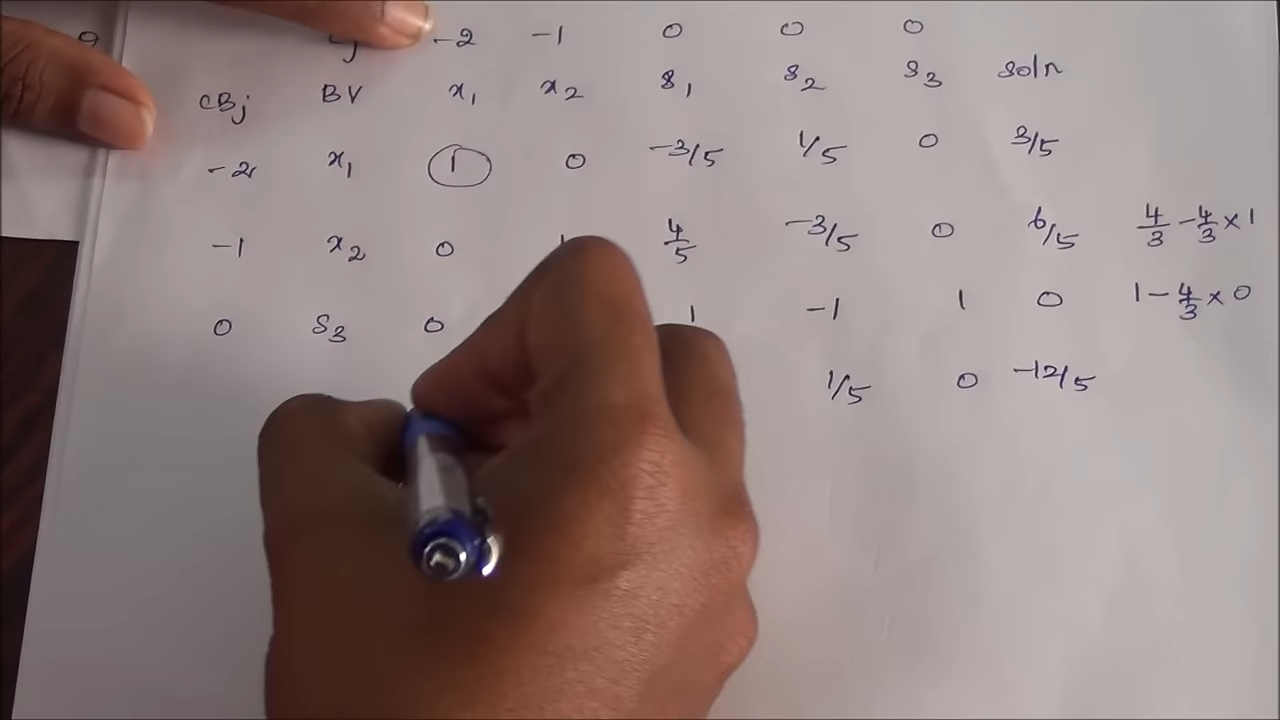 Cj -2 -1 0 0 0
CBj BV x₁ x₂ S₁ S₂ S₃ Soln
-2 x₁ 1 0 -3/5 1/5 0 3/5
-1 x₂ 0 1 4/5 -3/5 0 6/5 4/3 - 4/3 × 1
0 S₃ 0 1 -1 1 0 1 - 4/3 × 0
1/5 0 -12/5